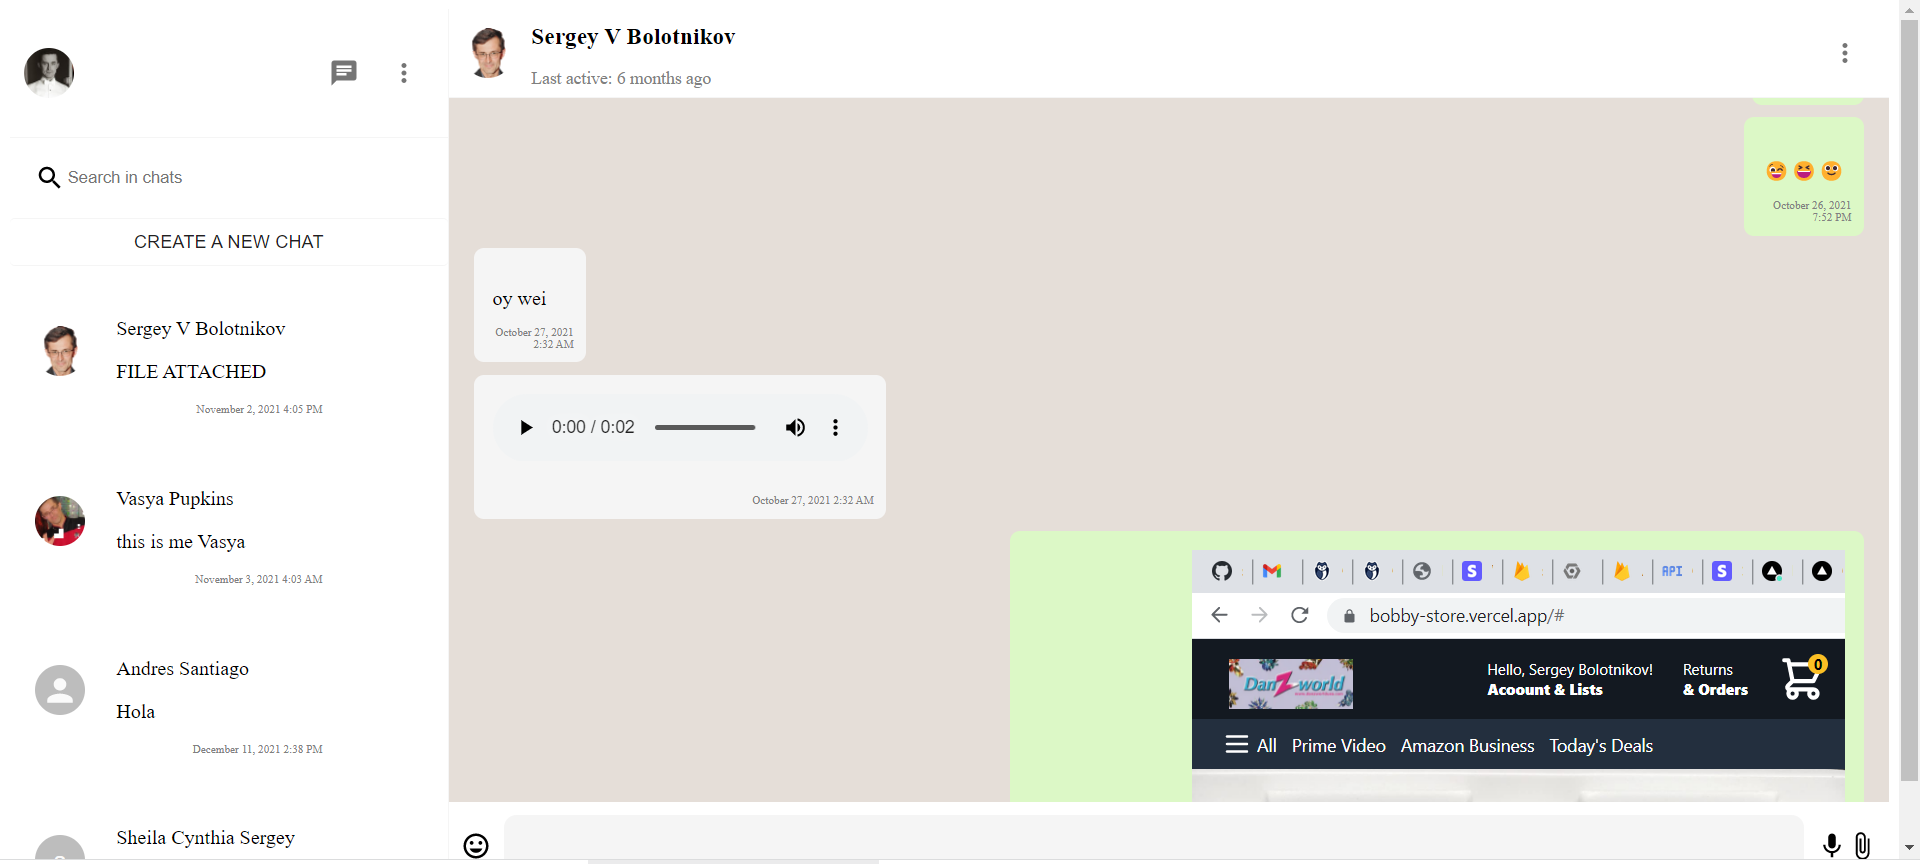 Search in chats
CREATE A NEW CHAT
Sergey V Bolotnikov
FILE ATTACHED
November 2, 2021 4:05 PM
Vasya Pupkins
this is me Vasya
November 3, 2021 4:03 AM
Andres Santiago
Hola
December 11, 2021 2:38 PM
Sheila Cynthia Sergey
Sergey V Bolotnikov
Last active: 6 months ago
October 26, 2021
7:52 PM
oy wei
October 27, 2021
2:32 AM
0:00 / 0:02
October 27, 2021 2:32 AM
API
bobby-store.vercel.app/#
DanZ-world
Hello, Sergey Bolotnikov!
Acoount & Lists
Returns
& Orders
0
All Prime Video Amazon Business Today's Deals